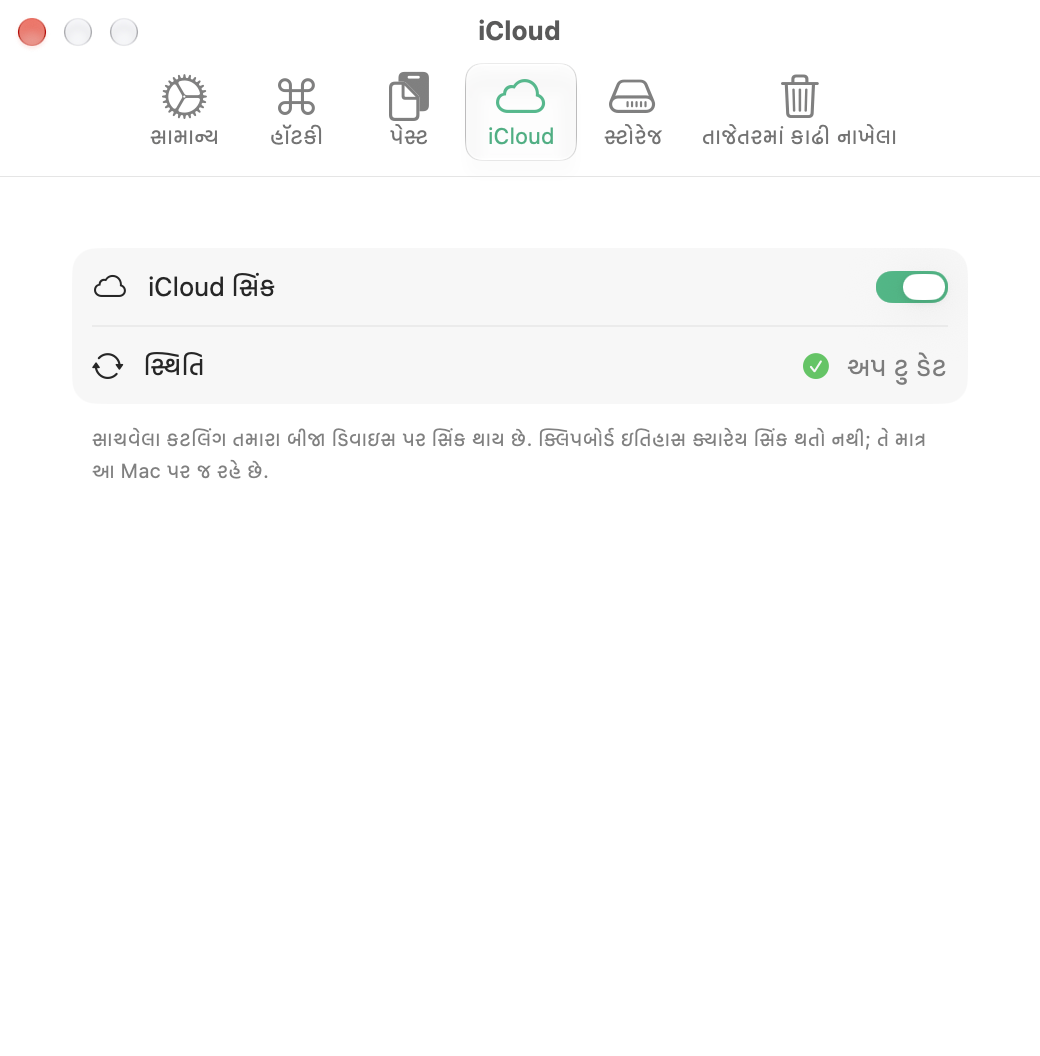 iCloud
સામાન્ય
હૉટકી
પેસ્ટ
iCloud
સ્ટોરેજ
તાજેતરમાં કાઢી નાખેલા
iCloud સિંક
સ્થિતિ
અપ ટુ ડેટ
સાચવેલા કટલિંગ તમારા બીજા ડિવાઇસ પર સિંક થાય છે. ક્લિપબોર્ડ ઇતિહાસ ક્યારેય સિંક થતો નથી; તે માત્ર
આ Mac પર જ રહે છે.